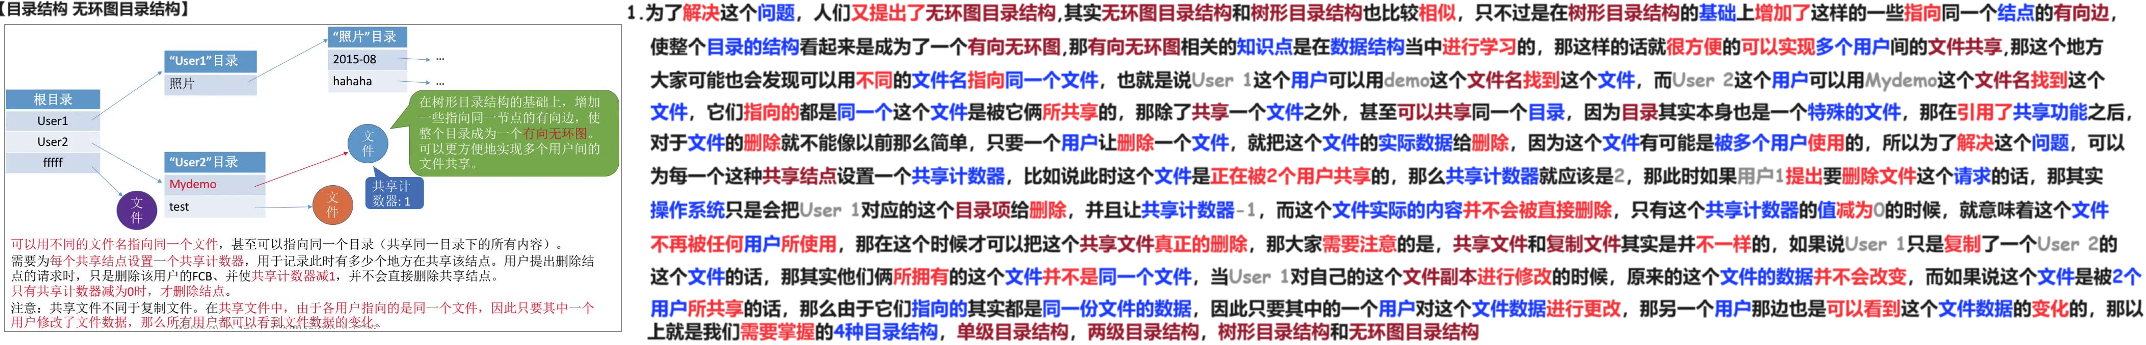 【目录结构 无环图目录结构】
“照片”目录
2015-08
...
hahaha
...
“User1”目录
照片
根目录
User1
User2
fffff
“User2”目录
Mydemo
test
文件
文件
文件
共享计
数器: 1
在树形目录结构的基础上，增加
一些指向同一节点的有向边，使
整个目录成为一个有向无环图。
可以更方便地实现多个用户间的
文件共享。
可以用不同的文件名指向同一个文件，甚至可以指向同一个目录（共享同一目录下的所有内容）。
需要为每个共享结点设置一个共享计数器，用于记录此时有多少个地方在共享该结点。用户提出删除结
点的请求时，只是删除该用户的FCB、并使共享计数器减1，并不会直接删除共享结点。
只有共享计数器减为0时，才删除结点。
注意：共享文件不同于复制文件。在共享文件中，由于各用户指向的是同一个文件，因此只要其中一个
用户修改了文件数据，那么所有用户都可以看到文件数据的变化。
1.为了解决这个问题，人们又提出了无环图目录结构,其实无环图目录结构和树形目录结构也比较相似，只不过是在树形目录结构的基础上增加了这样的一些指向同一个结点的有向边，
使整个目录的结构看起来是成为了一个有向无环图,那有向无环图相关的知识点是在数据结构当中进行学习的，那这样的话就很方便的可以实现多个用户间的文件共享,那这个地方
大家可能也会发现可以用不同的文件名指向同一个文件，也就是说User 1这个用户可以用demo这个文件名找到这个文件，而User 2这个用户可以用Mydemo这个文件名找到这个
文件，它们指向的都是同一个这个文件是被它俩所共享的，那除了共享一个文件之外，甚至可以共享同一个目录，因为目录其实本身也是一个特殊的文件，那在引用了共享功能之后，
对于文件的删除就不能像以前那么简单，只要一个用户让删除一个文件，就把这个文件的实际数据给删除，因为这个文件有可能是被多个用户使用的，所以为了解决这个问题，可以
为每一个这种共享结点设置一个共享计数器，比如说此时这个文件是正在被2个用户共享的，那么共享计数器就应该是2，那此时如果用户1提出要删除文件这个请求的话，那其实
操作系统只是会把User 1对应的这个目录项给删除，并且让共享计数器-1，而这个文件实际的内容并不会被直接删除，只有这个共享计数器的值减为0的时候，就意味着这个文件
不再被任何用户所使用，那在这个时候才可以把这个共享文件真正的删除，那大家需要注意的是，共享文件和复制文件其实是并不一样的，如果说User 1只是复制了一个User 2的
这个文件的话，那其实他们俩所拥有的这个文件并不是同一个文件，当User 1对自己的这个文件副本进行修改的时候，原来的这个文件的数据并不会改变，而如果说这个文件是被2个
用户所共享的话，那么由于它们指向的其实都是同一份文件的数据，因此只要其中的一个用户对这个文件数据进行更改，那另一个用户那边也是可以看到这个文件数据的变化的，那以
上就是我们需要掌握的4种目录结构，单级目录结构，两级目录结构，树形目录结构和无环图目录结构